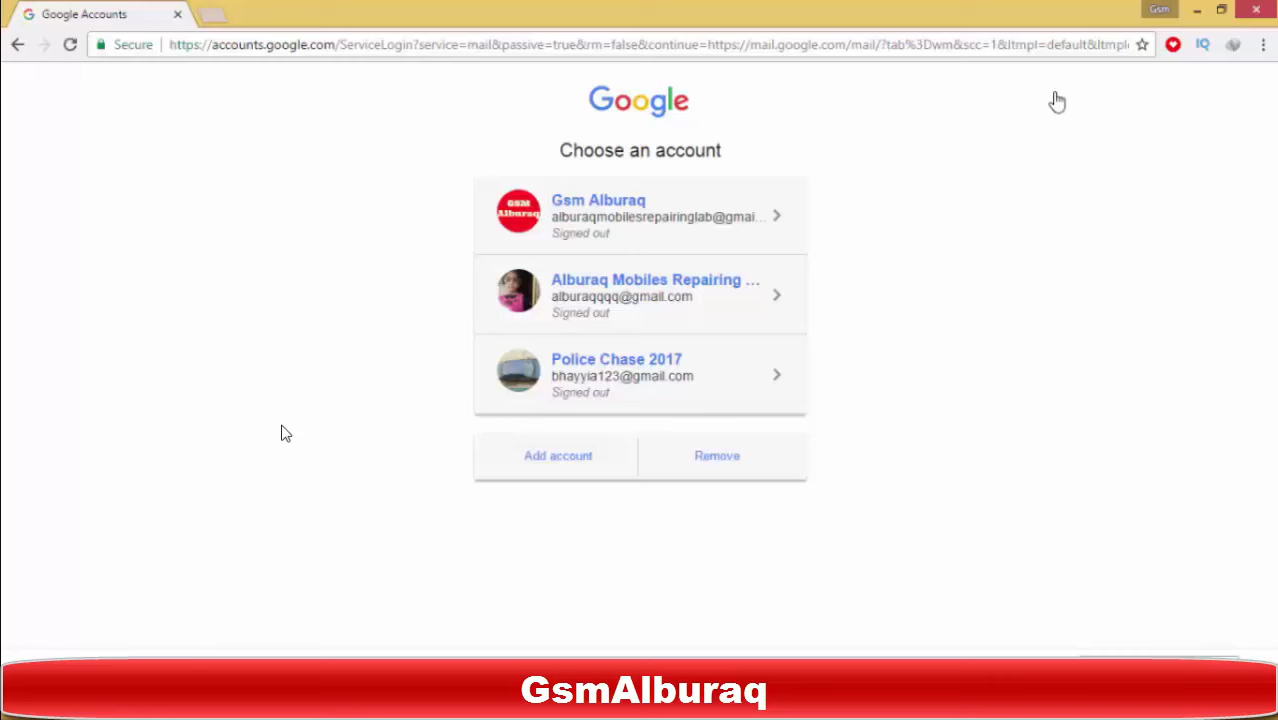 Google Accounts
Gsm
Secure https://accounts.google.com/ServiceLogin?service=mail&passive=true&rm=false&continue=https://mail.google.com/mail/?tab%3Dwm&scc=1&ltmpl=default&ltmpl
IQ
Google
Choose an account
GSM
Alburaq
Gsm Alburaq
alburaqmobilesrepairinglab@gmai...
Signed out
Alburaq Mobiles Repairing ...
alburaqqqq@gmail.com
Signed out
Police Chase 2017
bhayyia123@gmail.com
Signed out
Add account
Remove
GsmAlburaq